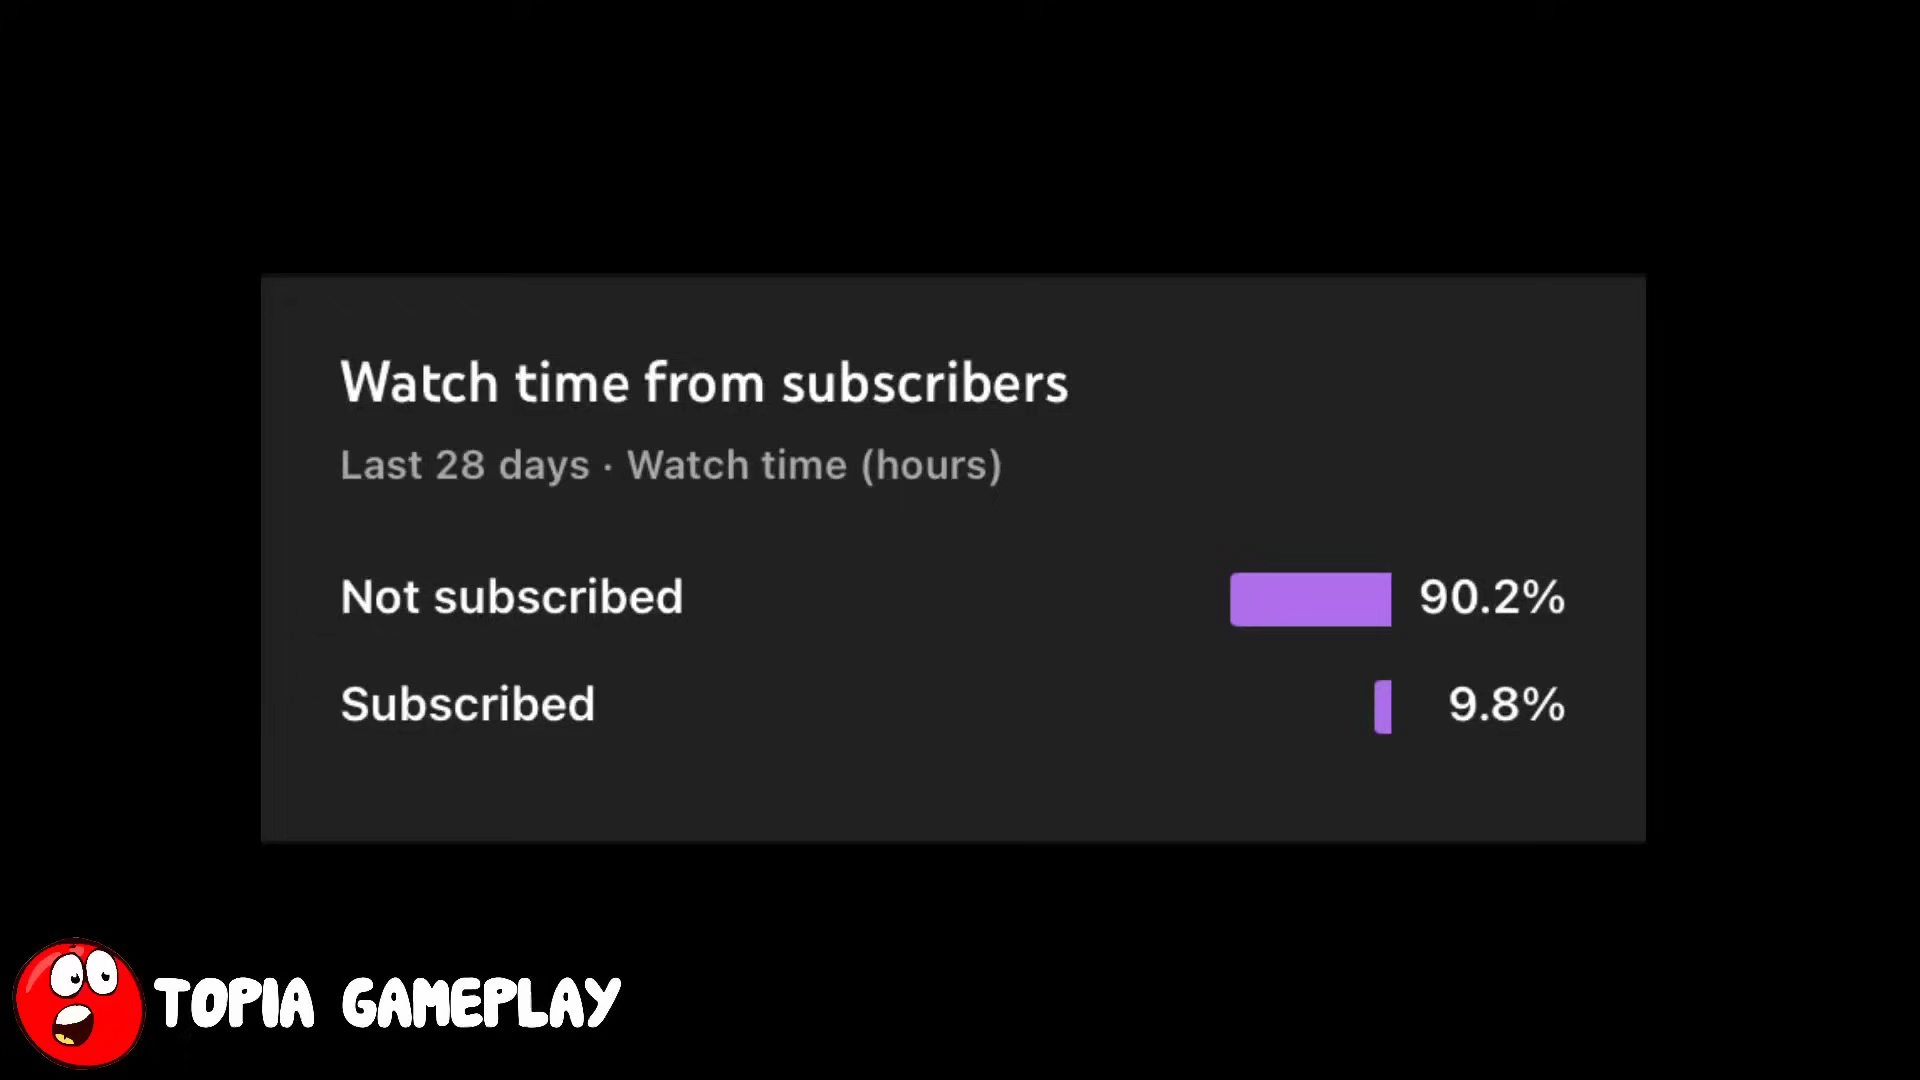 Watch time from subscribers
Last 28 days · Watch time (hours)
Not subscribed 90.2%
Subscribed 9.8%
TOPIA GAMEPLAY